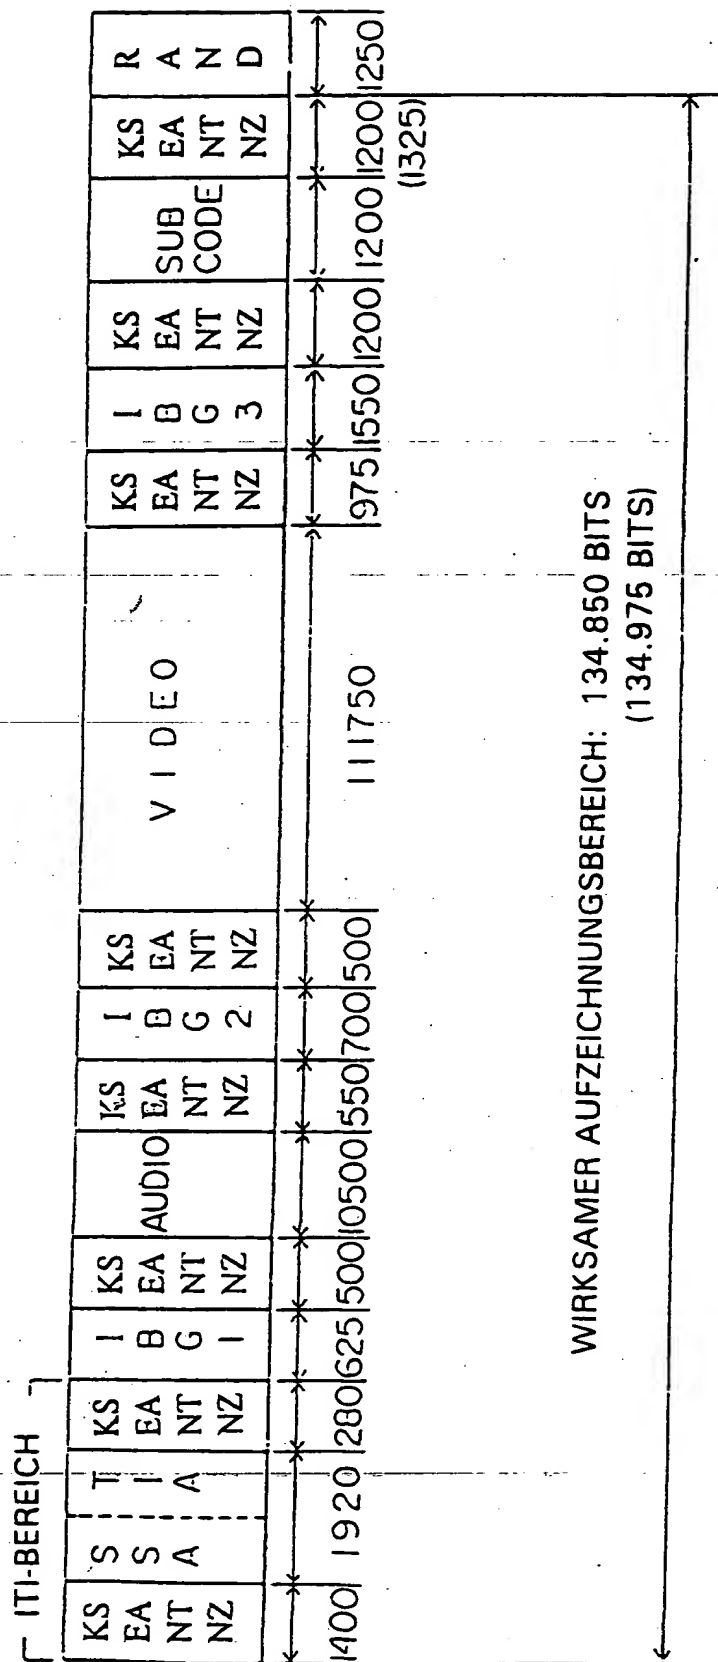 ITI-BEREICH
KS
EA
NT
NZ
S
S
A
T
I
A
KS
EA
NT
NZ
I
B
G
1
KS
EA
NT
NZ
AUDIO
KS
EA
NT
NZ
I
B
G
2
KS
EA
NT
NZ
VIDEO
KS
EA
NT
NZ
I
B
G
3
KS
EA
NT
NZ
SUB
CODE
KS
EA
NT
NZ
R
A
N
D
1400 1920 280 625 500 10500 550 700 500 111750 975 1550 1200 1200 1200 1250
(1325)
WIRKSAMER AUFZEICHNUNGSBEREICH: 134.850 BITS
(134.975 BITS)